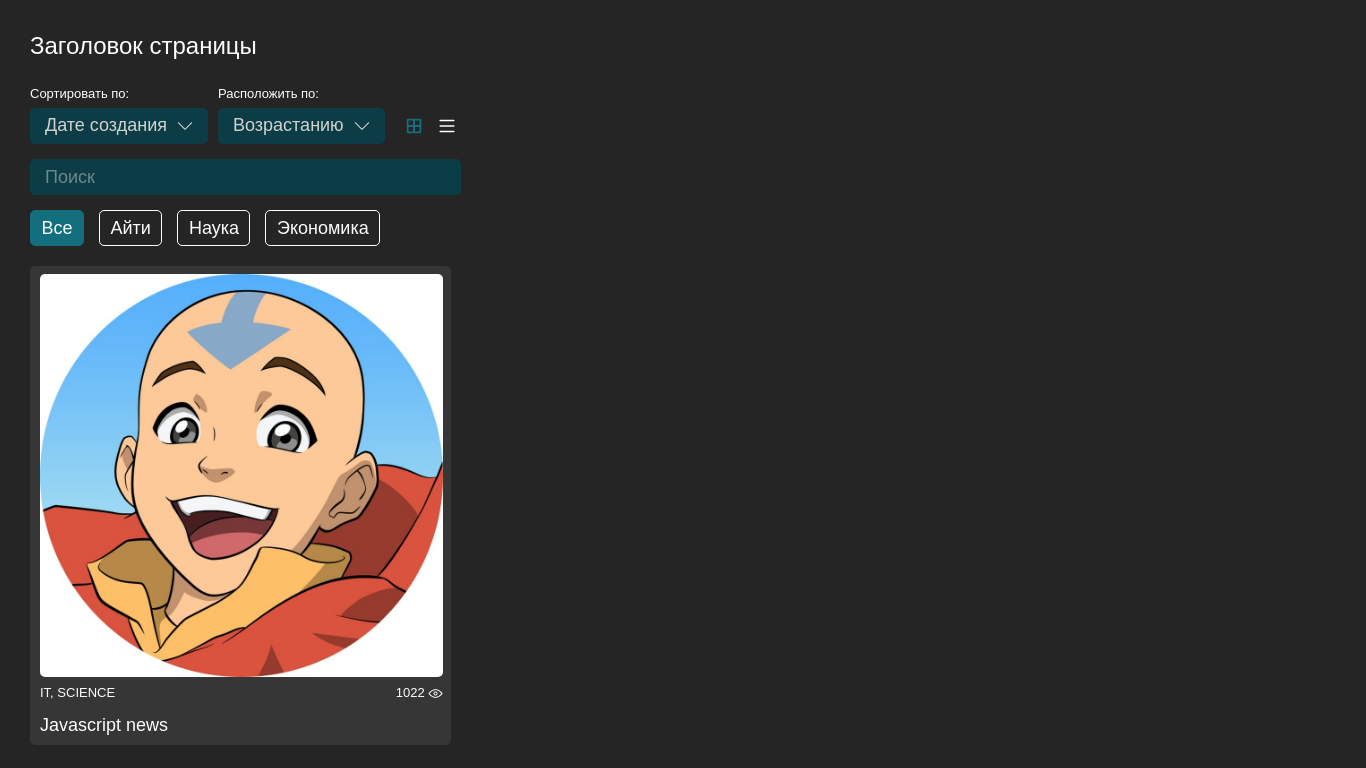 Заголовок страницы
Сортировать по: Расположить по:
Дате создания Возрастанию
Поиск
Все Айти Наука Экономика
IT, SCIENCE 1022
Javascript news